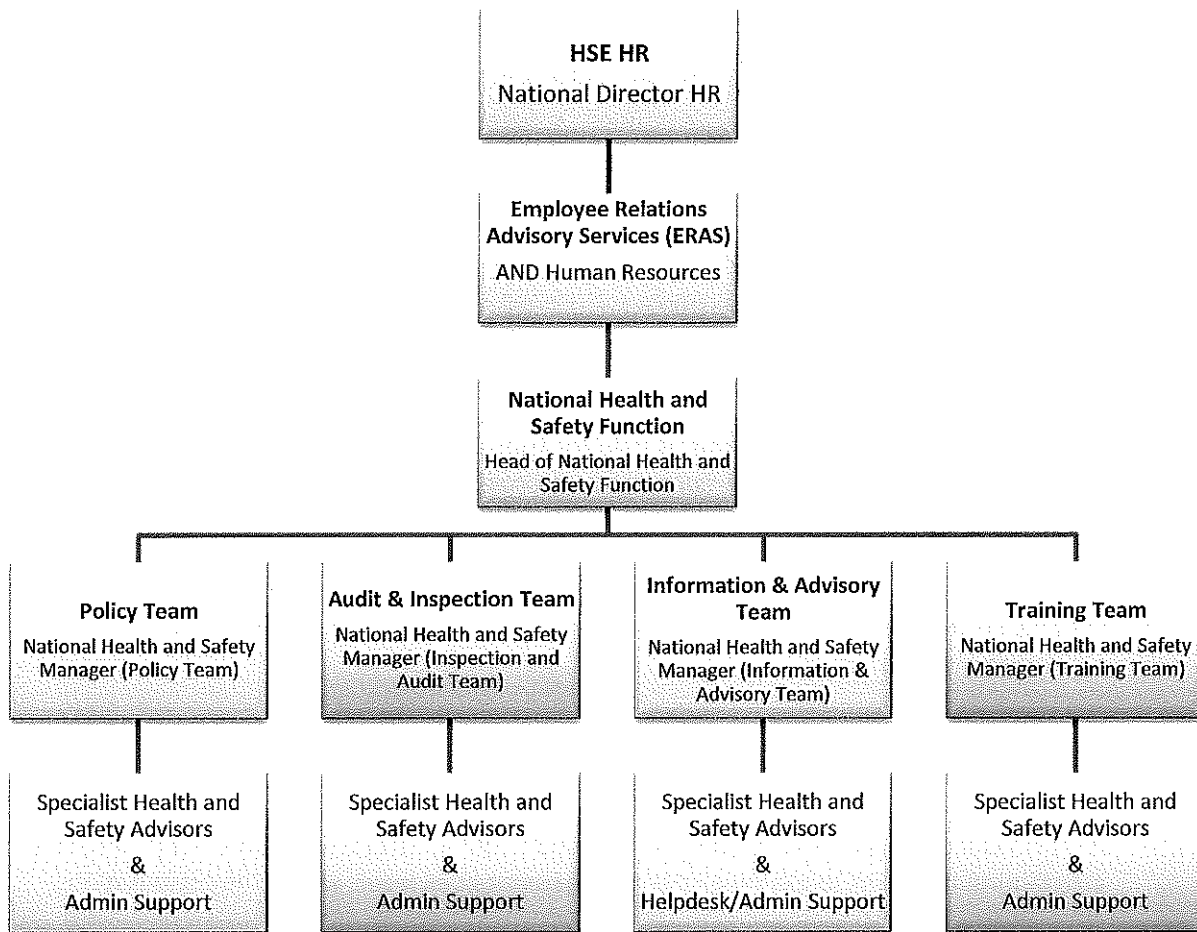 HSE HR
National Director HR
Employee Relations
Advisory Services (ERAS)
AND Human Resources
National Health and
Safety Function
Head of National Health and
Safety Function
Policy Team
National Health and Safety
Manager (Policy Team)
Audit & Inspection Team
National Health and Safety
Manager (Inspection and
Audit Team)
Information & Advisory
Team
National Health and Safety
Manager (Information &
Advisory Team)
Training Team
National Health and Safety
Manager (Training Team)
Specialist Health and
Safety Advisors
&
Admin Support
Specialist Health and
Safety Advisors
&
Admin Support
Specialist Health and
Safety Advisors
&
Helpdesk/Admin Support
Specialist Health and
Safety Advisors
&
Admin Support